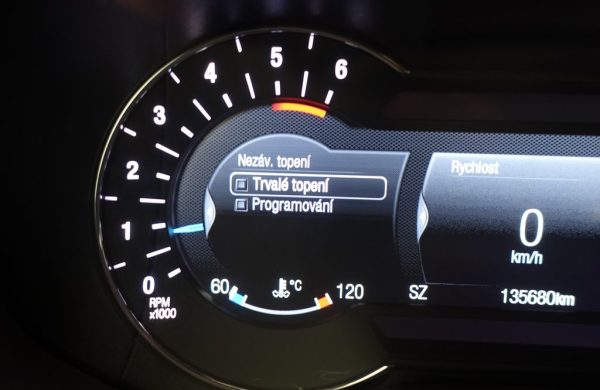 6
5
4
3
2
1
0
RPM
x1000
Nezáv. topení
Trvalé topení
Programování
60 °C 120
Rychlost
0
km/h
SZ 135680km